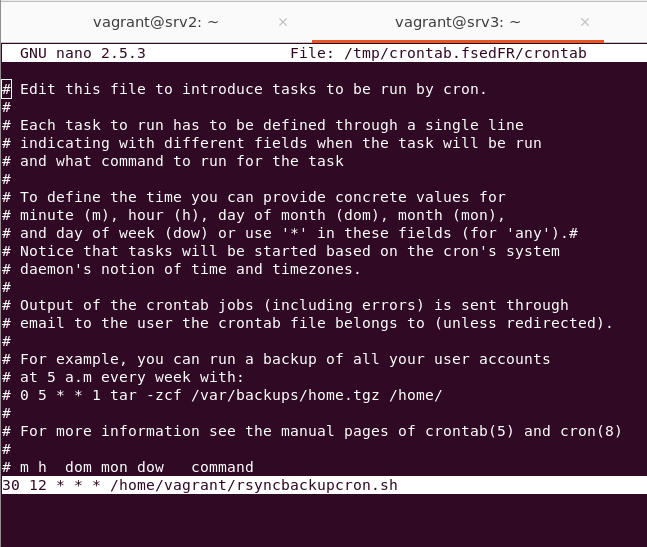 vagrant@srv2: ~ × vagrant@srv3: ~ ×
GNU nano 2.5.3 File: /tmp/crontab.fsedFR/crontab
# Edit this file to introduce tasks to be run by cron.
#
# Each task to run has to be defined through a single line
# indicating with different fields when the task will be run
# and what command to run for the task
#
# To define the time you can provide concrete values for
# minute (m), hour (h), day of month (dom), month (mon),
# and day of week (dow) or use '*' in these fields (for 'any').#
# Notice that tasks will be started based on the cron's system
# daemon's notion of time and timezones.
#
# Output of the crontab jobs (including errors) is sent through
# email to the user the crontab file belongs to (unless redirected).
#
# For example, you can run a backup of all your user accounts
# at 5 a.m every week with:
# 0 5 * * 1 tar -zcf /var/backups/home.tgz /home/
#
# For more information see the manual pages of crontab(5) and cron(8)
#
# m h  dom mon dow   command
30 12 * * * /home/vagrant/rsyncbackupcron.sh